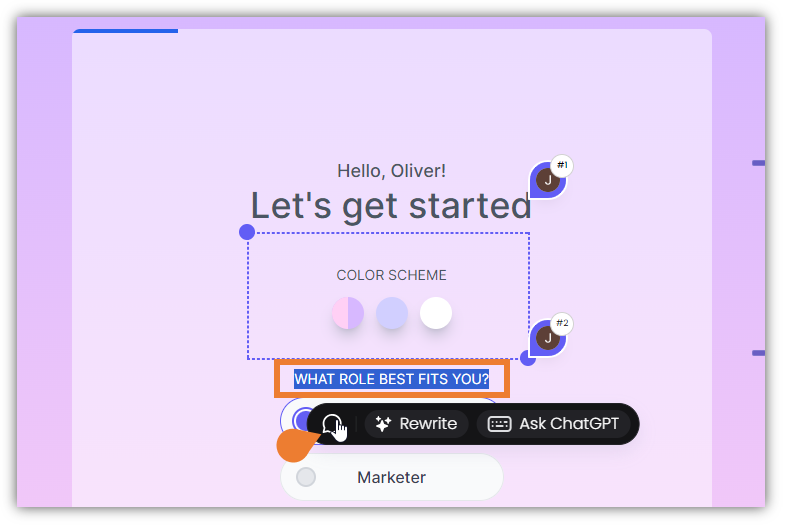 Hello, Oliver!
#1
J
Let's get started
COLOR SCHEME
#2
J
WHAT ROLE BEST FITS YOU?
Rewrite
Ask ChatGPT
Marketer